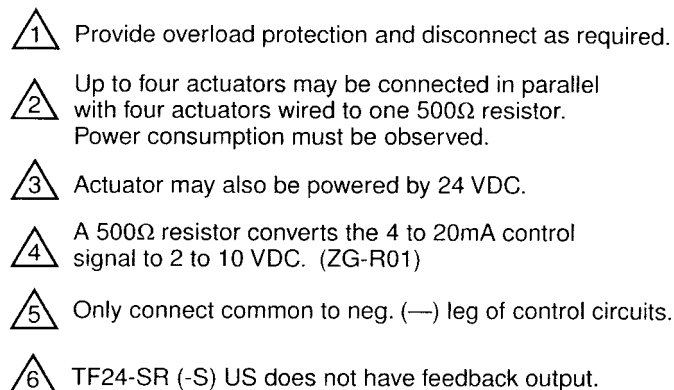 1 Provide overload protection and disconnect as required.
Up to four actuators may be connected in parallel
2 with four actuators wired to one 500Ω resistor.
Power consumption must be observed.
3 Actuator may also be powered by 24 VDC.
A 500Ω resistor converts the 4 to 20mA control
4 signal to 2 to 10 VDC. (ZG-R01)
5 Only connect common to neg. (—) leg of control circuits.
6 TF24-SR (-S) US does not have feedback output.